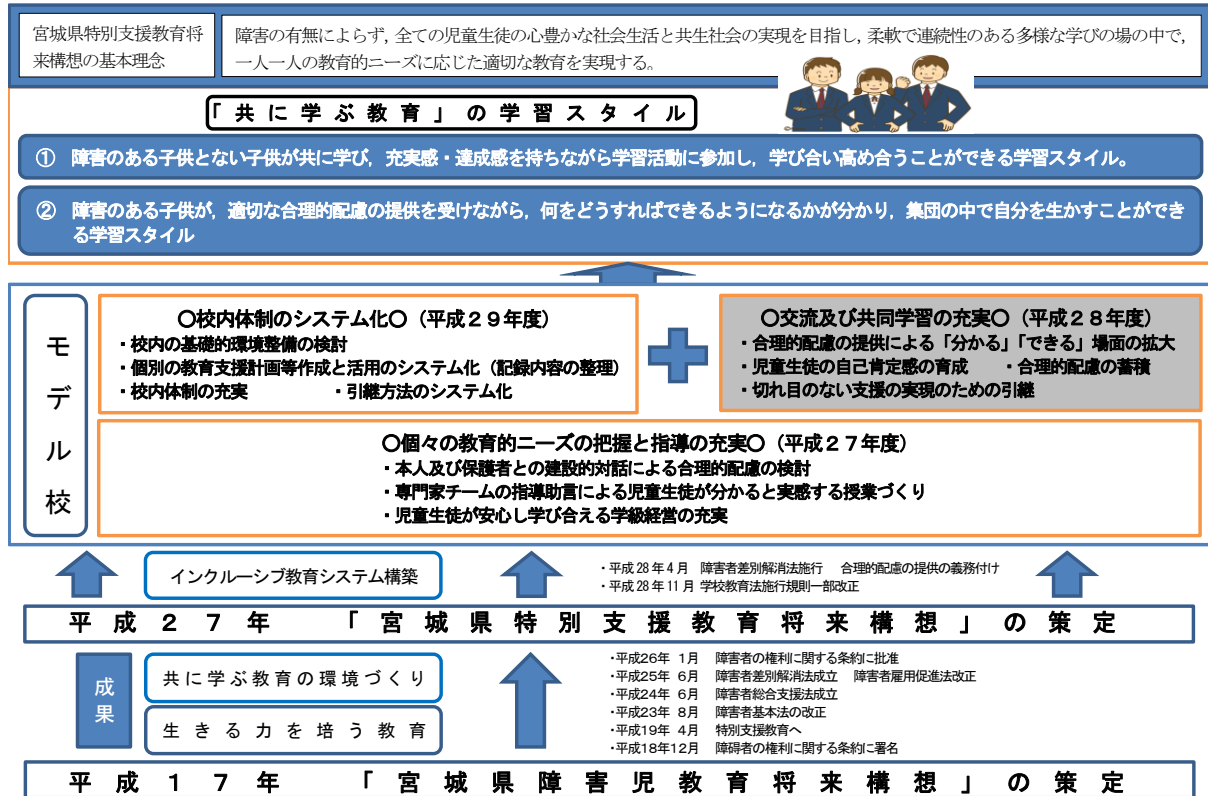 宮城県特別支援教育将
来構想の基本理念
障害の有無によらず,全ての児童生徒の心豊かな社会生活と共生社会の実現を目指し,柔軟で連続性のある多様な学びの場の中で,
一人一人の教育的ニーズに応じた適切な教育を実現する。
「共に学ぶ教育」の学習スタイル
① 障害のある子供とない子供が共に学び，充実感・達成感を持ちながら学習活動に参加し，学び合い高め合うことができる学習スタイル。
② 障害のある子供が，適切な合理的配慮の提供を受けながら，何をどうすればできるようになるかが分かり，集団の中で自分を生かすことができ
る学習スタイル
モデル校
〇校内体制のシステム化〇（平成２９年度）
・校内の基礎的環境整備の検討
・個別の教育支援計画等作成と活用のシステム化（記録内容の整理）
・校内体制の充実　　・引継方法のシステム化
〇交流及び共同学習の充実〇（平成２８年度）
・合理的配慮の提供による「分かる」「できる」場面の拡大
・児童生徒の自己肯定感の育成　・合理的配慮の蓄積
・切れ目のない支援の実現のための引継
〇個々の教育的ニーズの把握と指導の充実〇（平成２７年度）
・本人及び保護者との建設的対話による合理的配慮の検討
・専門家チームの指導助言による児童生徒が分かると実感する授業づくり
・児童生徒が安心し学び合える学級経営の充実
インクルーシブ教育システム構築
・平成28年4月　障害者差別解消法施行　合理的配慮の提供の義務付け
・平成28年11月 学校教育法施行規則一部改正
平成２７年　「宮城県特別支援教育将来構想」の策定
成果
共に学ぶ教育の環境づくり
生きる力を培う教育
・平成26年 1月　障害者の権利に関する条約に批准
・平成25年 6月　障害者差別解消法成立　障害者雇用促進法改正
・平成24年 6月　障害者総合支援法成立
・平成23年 8月　障害者基本法の改正
・平成19年 4月　特別支援教育へ
・平成18年12月　障碍者の権利に関する条約に署名
平成１７年　「宮城県障害児教育将来構想」の策定